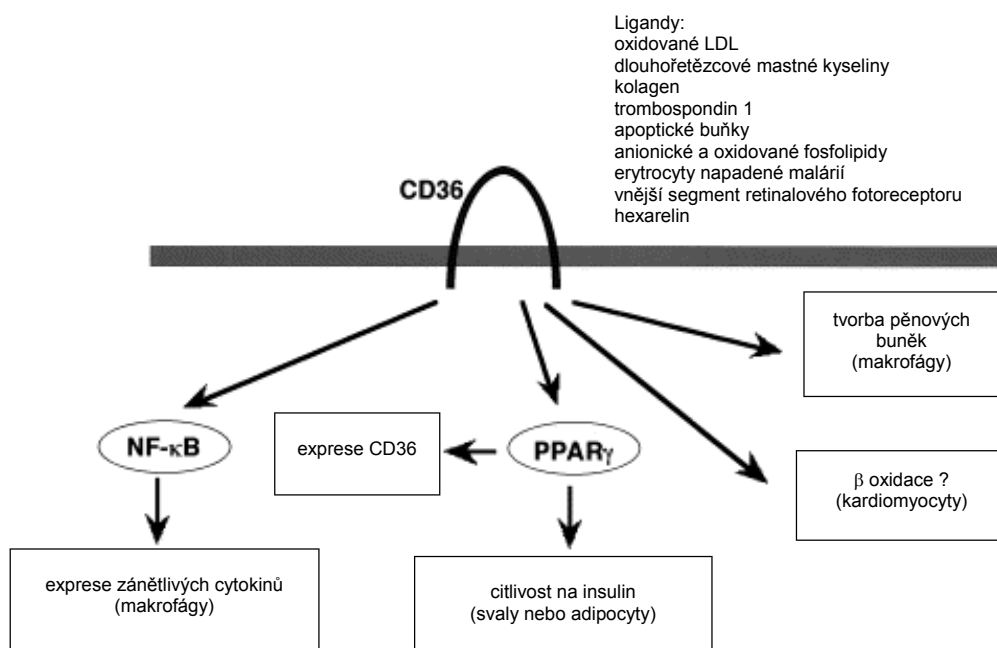 Ligandy:
oxidované LDL
dlouhořetězcové mastné kyseliny
kolagen
trombospondin 1
apoptické buňky
anionické a oxidované fosfolipidy
erytrocyty napadené malárií
vnější segment retinalového fotoreceptoru
hexarelin
CD36
tvorba pěnových
buněk
(makrofágy)
NF-κB
exprese CD36
PPARγ
β oxidace ?
(kardiomyocyty)
exprese zánětlivých cytokinů
(makrofágy)
citlivost na insulin
(svaly nebo adipocyty)